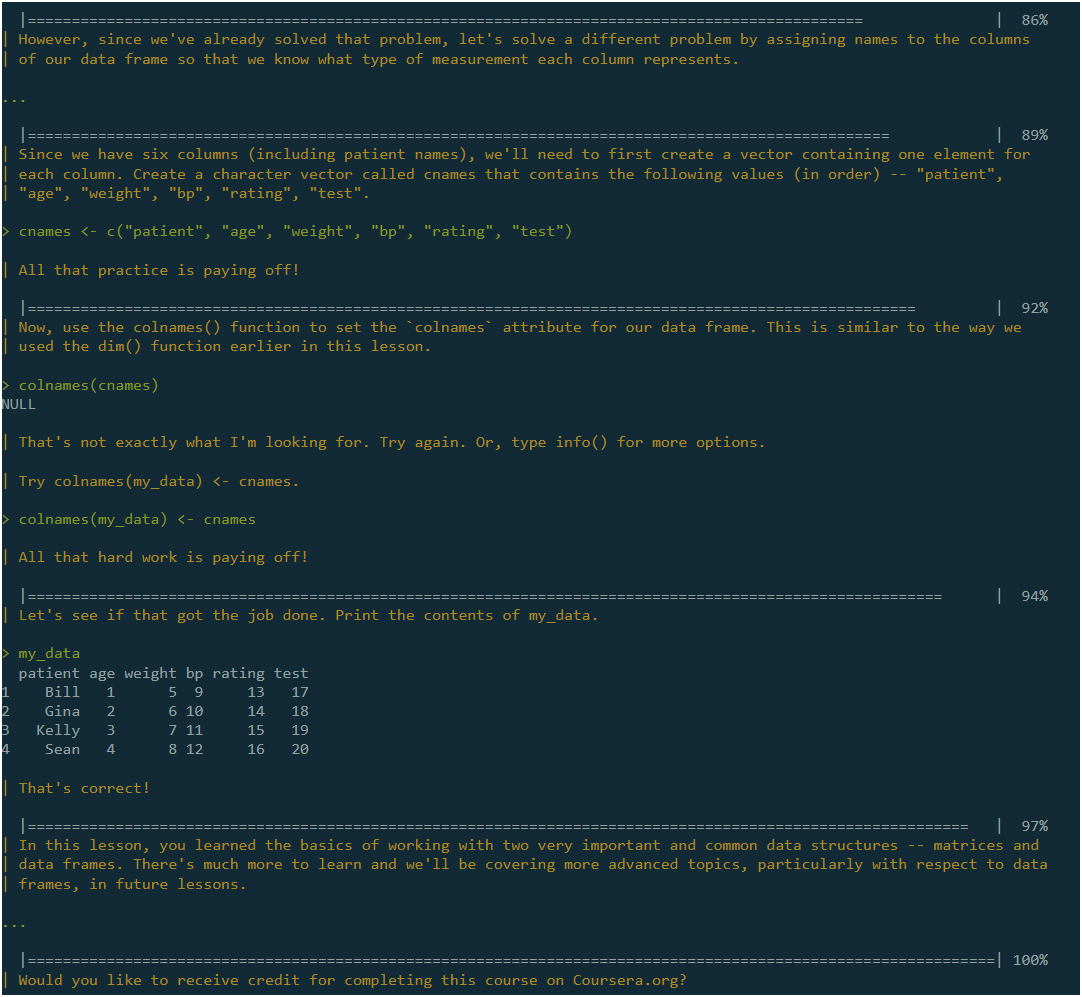 |=============================================================================================== | 86%
| However, since we've already solved that problem, let's solve a different problem by assigning names to the columns
| of our data frame so that we know what type of measurement each column represents.
...
|================================================================================================== | 89%
| Since we have six columns (including patient names), we'll need to first create a vector containing one element for
| each column. Create a character vector called cnames that contains the following values (in order) -- "patient",
| "age", "weight", "bp", "rating", "test".
> cnames <- c("patient", "age", "weight", "bp", "rating", "test")
| All that practice is paying off!
|===================================================================================================== | 92%
| Now, use the colnames() function to set the `colnames` attribute for our data frame. This is similar to the way we
| used the dim() function earlier in this lesson.
> colnames(cnames)
NULL
| That's not exactly what I'm looking for. Try again. Or, type info() for more options.
| Try colnames(my_data) <- cnames.
> colnames(my_data) <- cnames
| All that hard work is paying off!
|======================================================================================================== | 94%
| Let's see if that got the job done. Print the contents of my_data.
> my_data
  patient age weight bp rating test
1    Bill   1      5  9     13   17
2    Gina   2      6 10     14   18
3   Kelly   3      7 11     15   19
4    Sean   4      8 12     16   20
| That's correct!
|=========================================================================================================== | 97%
| In this lesson, you learned the basics of working with two very important and common data structures -- matrices and
| data frames. There's much more to learn and we'll be covering more advanced topics, particularly with respect to data
| frames, in future lessons.
...
|==============================================================================================================| 100%
| Would you like to receive credit for completing this course on Coursera.org?